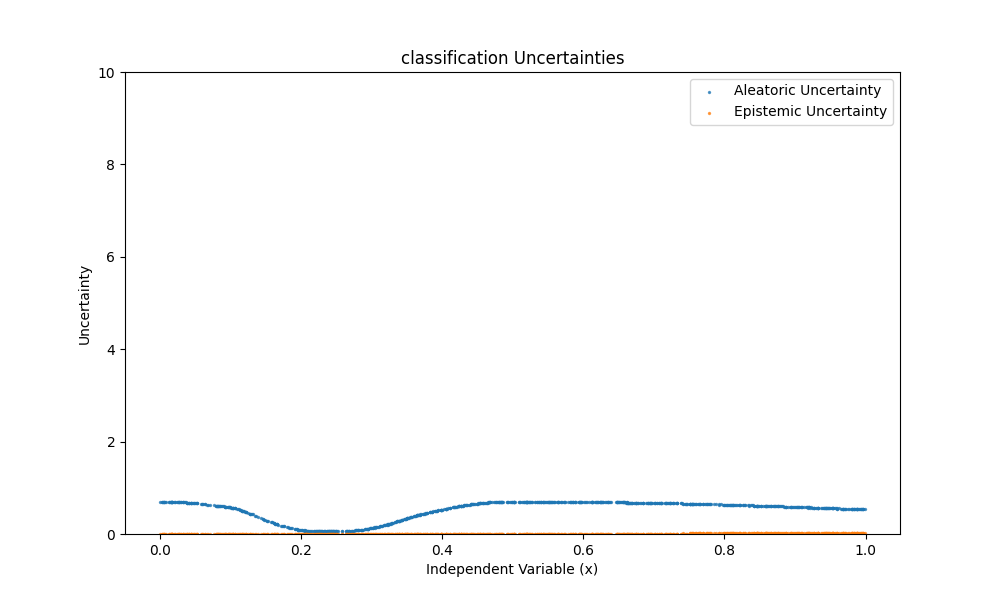 classification Uncertainties
Aleatoric Uncertainty
Epistemic Uncertainty
Uncertainty
10
8
6
4
2
0
0.0 0.2 0.4 0.6 0.8 1.0
Independent Variable (x)